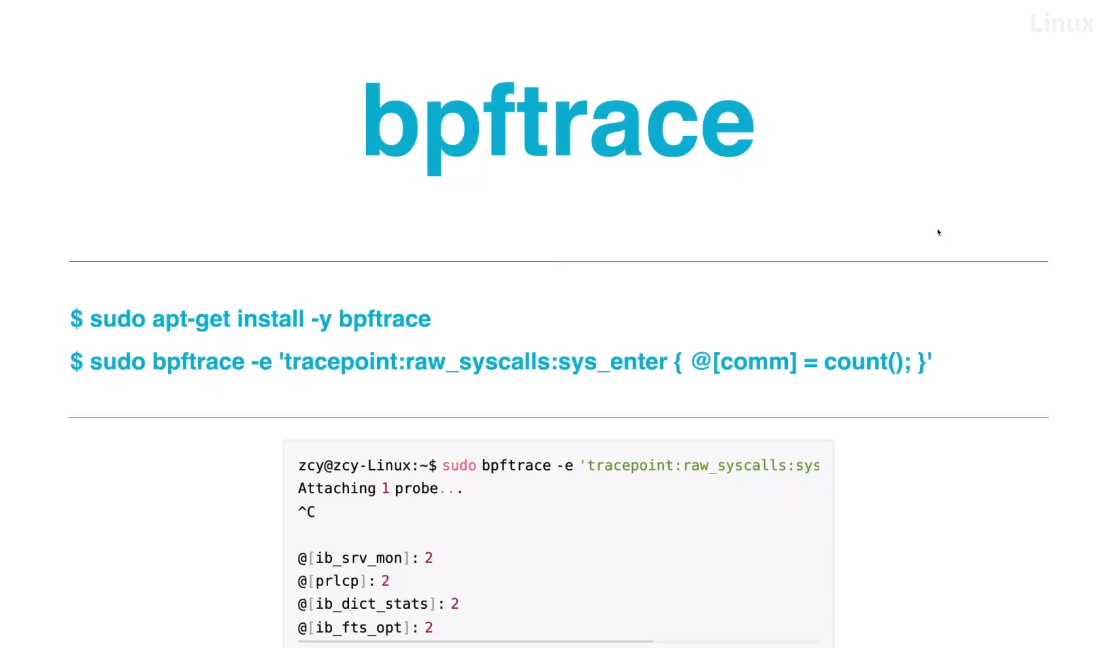 Linux
bpftrace
$ sudo apt-get install -y bpftrace
$ sudo bpftrace -e 'tracepoint:raw_syscalls:sys_enter { @[comm] = count(); }'
zcy@zcy-Linux:~$ sudo bpftrace -e 'tracepoint:raw_syscalls:sys
Attaching 1 probe...
^C
@[ib_srv_mon]: 2
@[prlcp]: 2
@[ib_dict_stats]: 2
@[ib_fts_opt]: 2